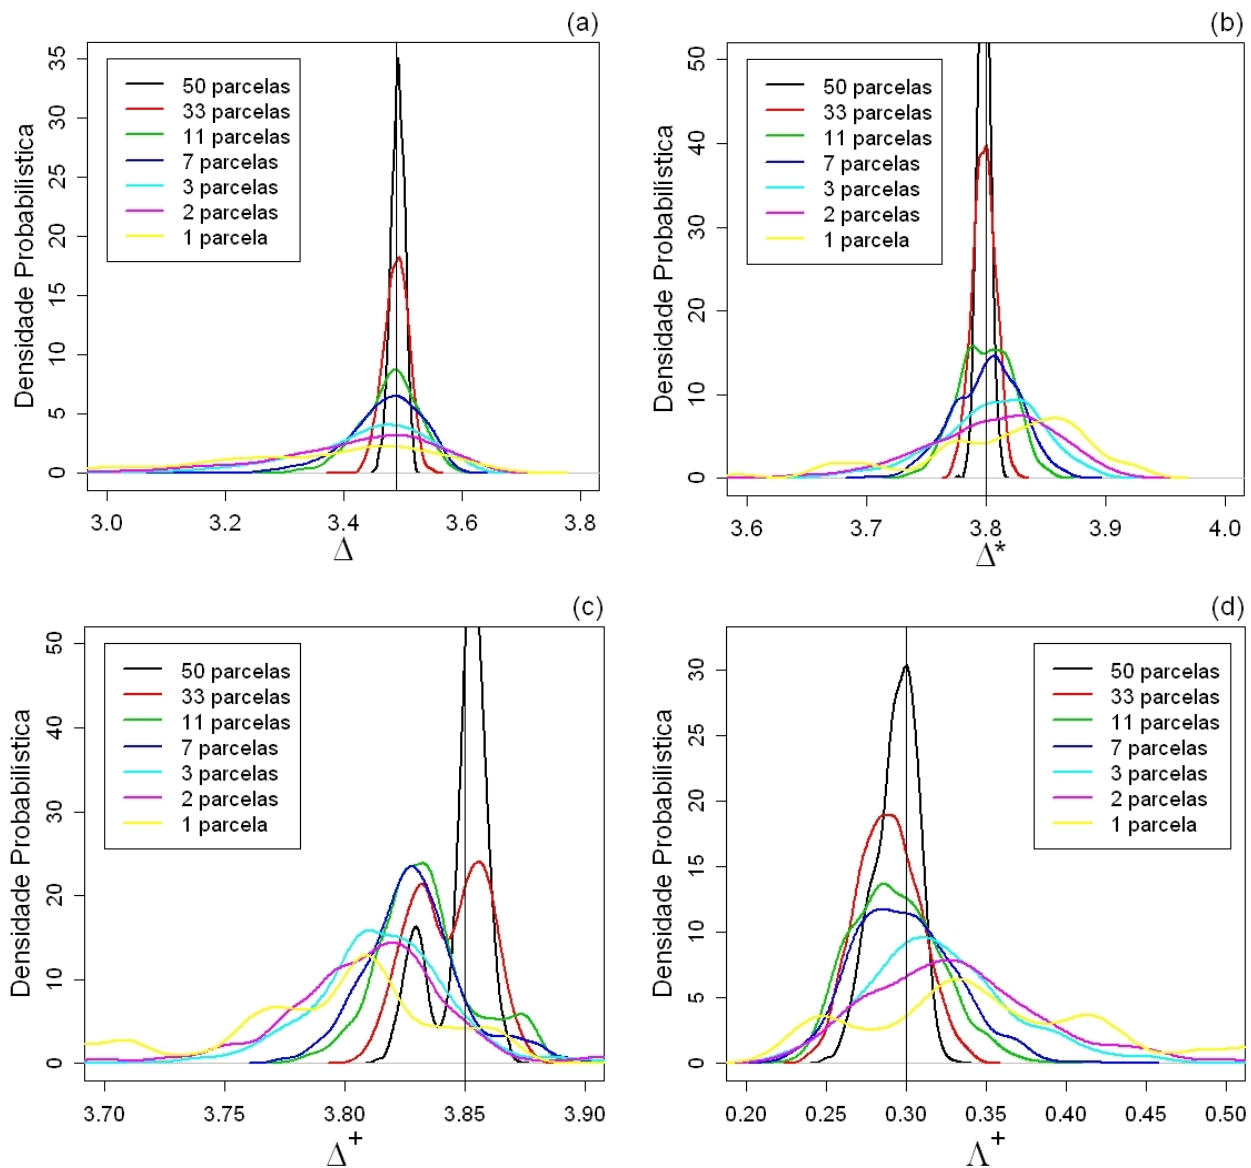 (a)
Densidade Probabilística
35
30
25
20
15
10
5
0
50 parcelas
33 parcelas
11 parcelas
7 parcelas
3 parcelas
2 parcelas
1 parcela
3.0 3.2 3.4 3.6 3.8
Δ
(b)
Densidade Probabilística
50
40
30
20
10
0
50 parcelas
33 parcelas
11 parcelas
7 parcelas
3 parcelas
2 parcelas
1 parcela
3.6 3.7 3.8 3.9 4.0
Δ*
(c)
Densidade Probabilística
50
40
30
20
10
0
50 parcelas
33 parcelas
11 parcelas
7 parcelas
3 parcelas
2 parcelas
1 parcela
3.70 3.75 3.80 3.85 3.90
Δ+
(d)
Densidade Probabilística
30
25
20
15
10
5
0
50 parcelas
33 parcelas
11 parcelas
7 parcelas
3 parcelas
2 parcelas
1 parcela
0.20 0.25 0.30 0.35 0.40 0.45 0.50
Λ+